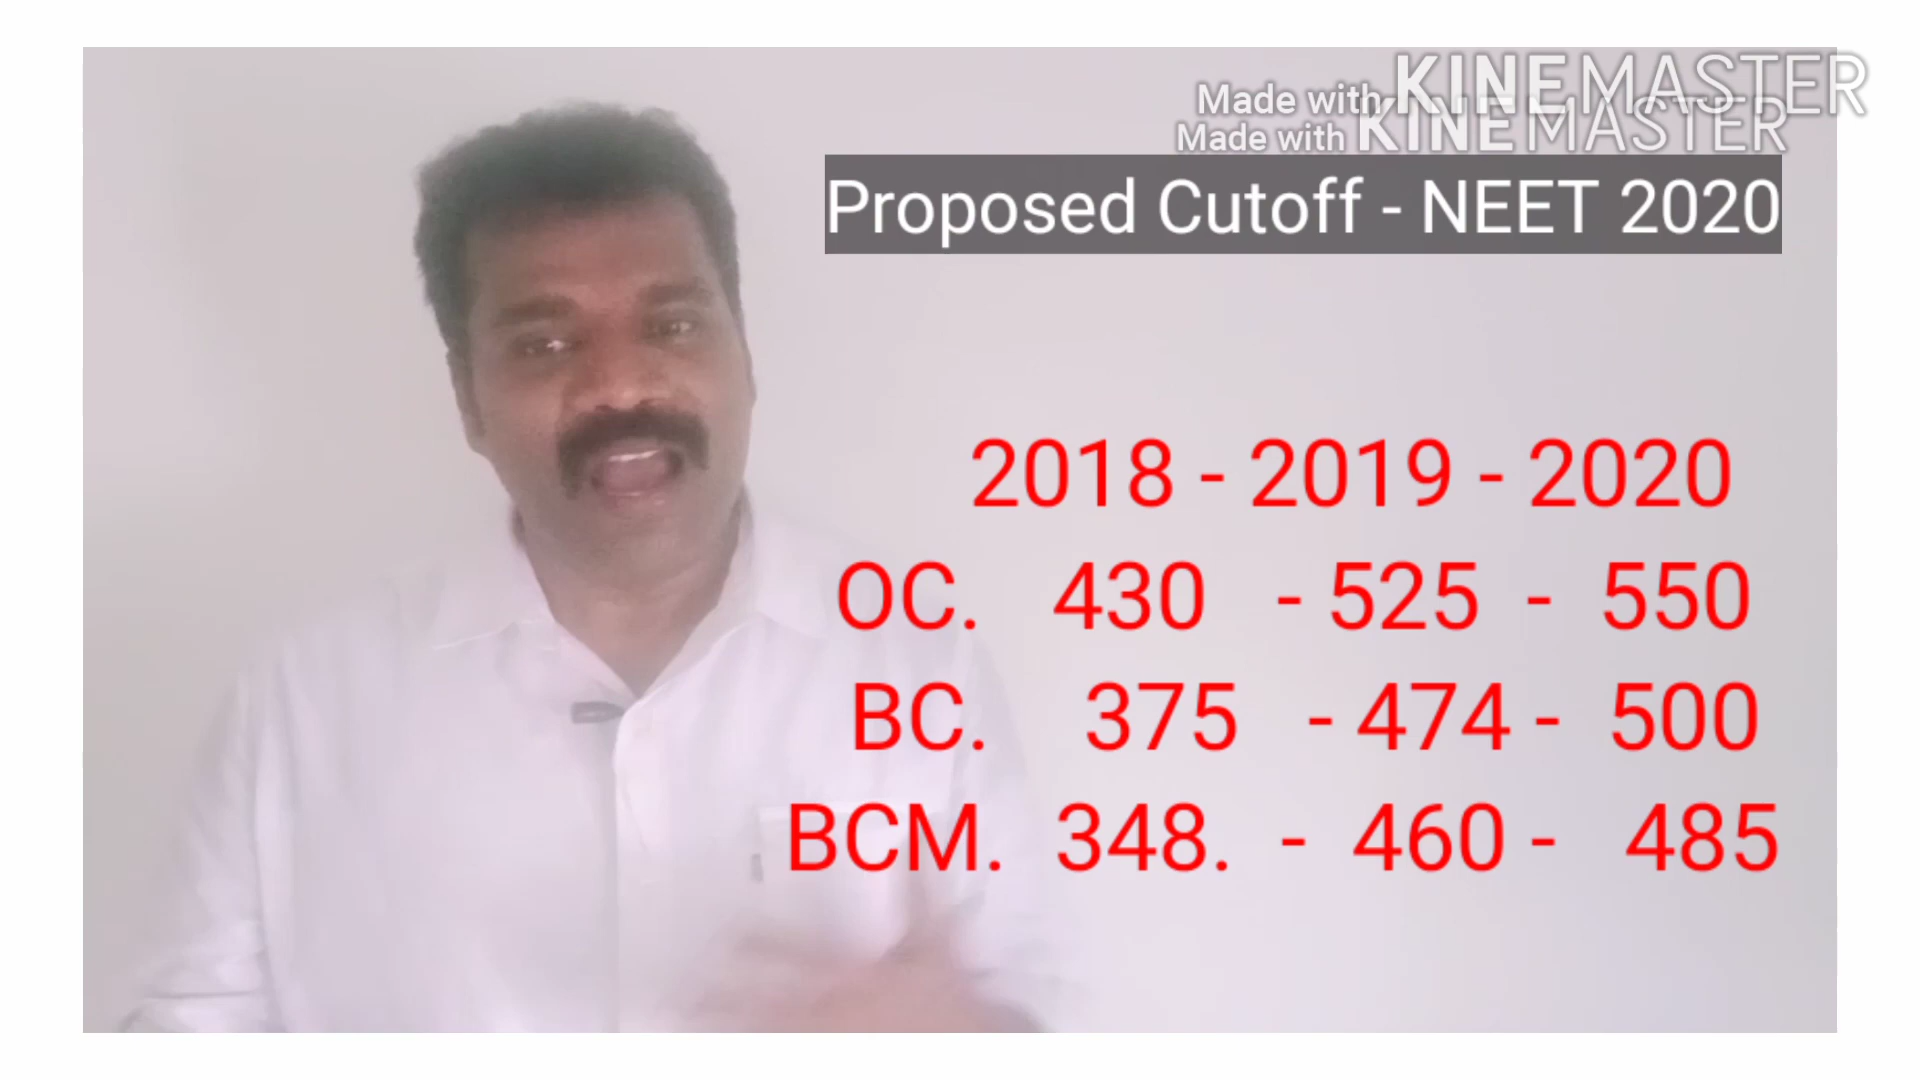 Made with KINEMASTER
Made with KINEMASTER
Proposed Cutoff - NEET 2020
2018 - 2019 - 2020
OC. 430 - 525 - 550
BC. 375 - 474 - 500
BCM. 348. - 460 - 485